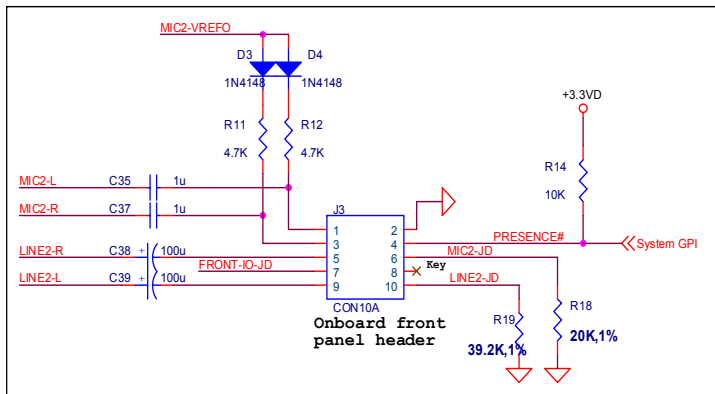 MIC2-VREFO
D3
D4
1N4148
1N4148
+3.3VD
R11
R12
4.7K
4.7K
R14
10K
MIC2-L
C35
1u
MIC2-R
C37
1u
J3
1
2
3
4
5
6
7
8
9
10
PRESENCE#
System GPI
MIC2-JD
LINE2-R
C38
100u
FRONT-IO-JD
Key
LINE2-L
C39
100u
LINE2-JD
CON10A
Onboard front
panel header
R19
39.2K,1%
R18
20K,1%